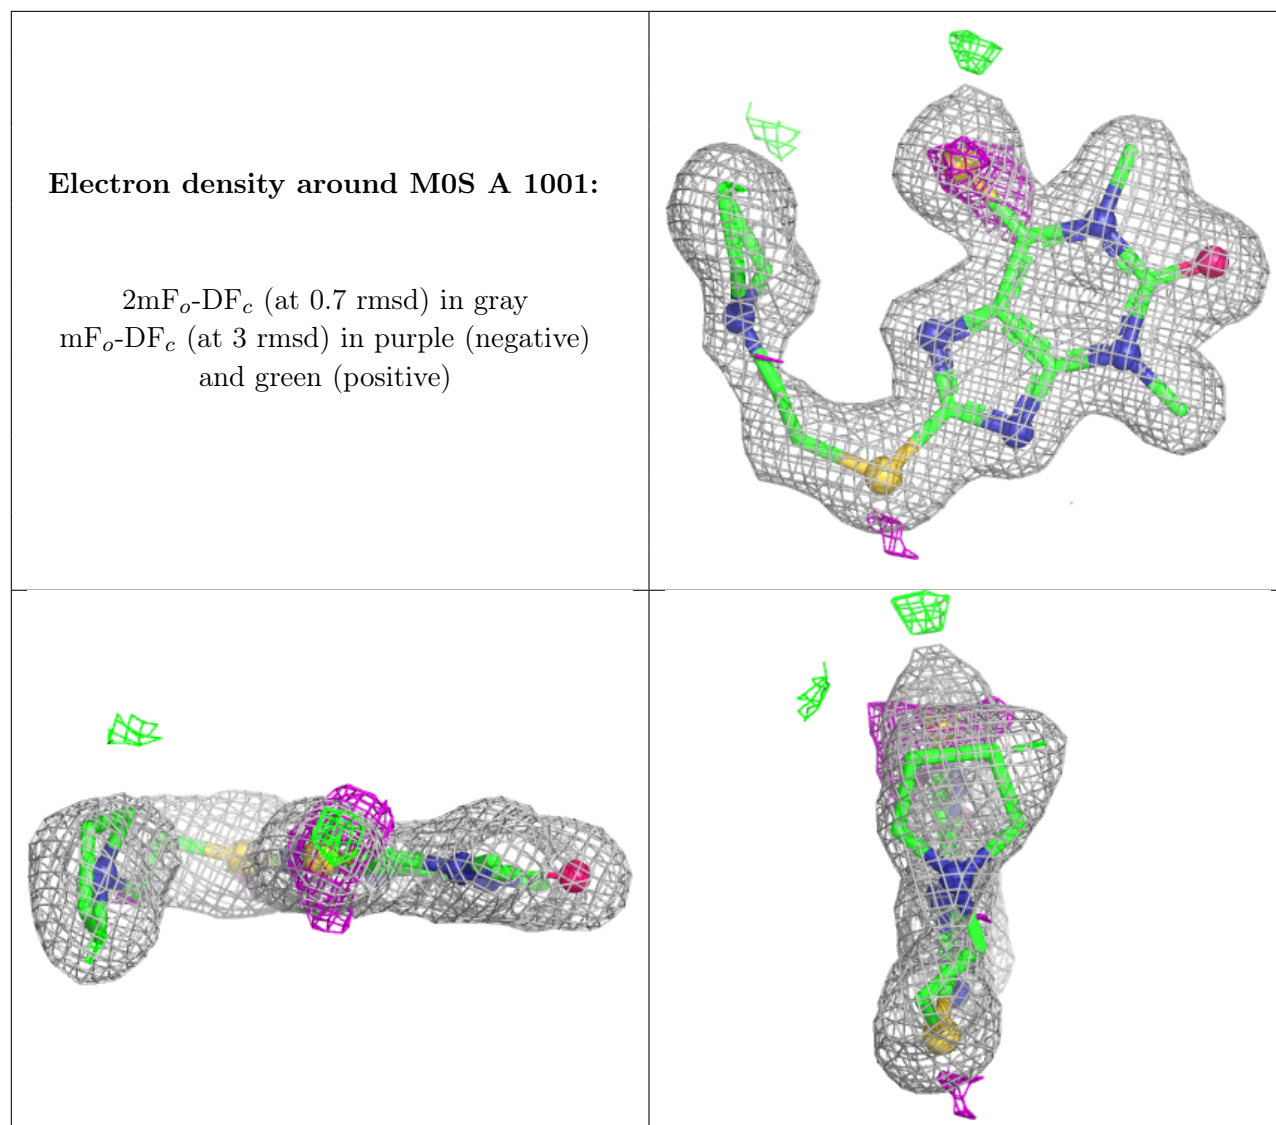 Electron density around M0S A 1001:
2mFₒ-DF𝒸 (at 0.7 rmsd) in gray
mFₒ-DF𝒸 (at 3 rmsd) in purple (negative)
and green (positive)